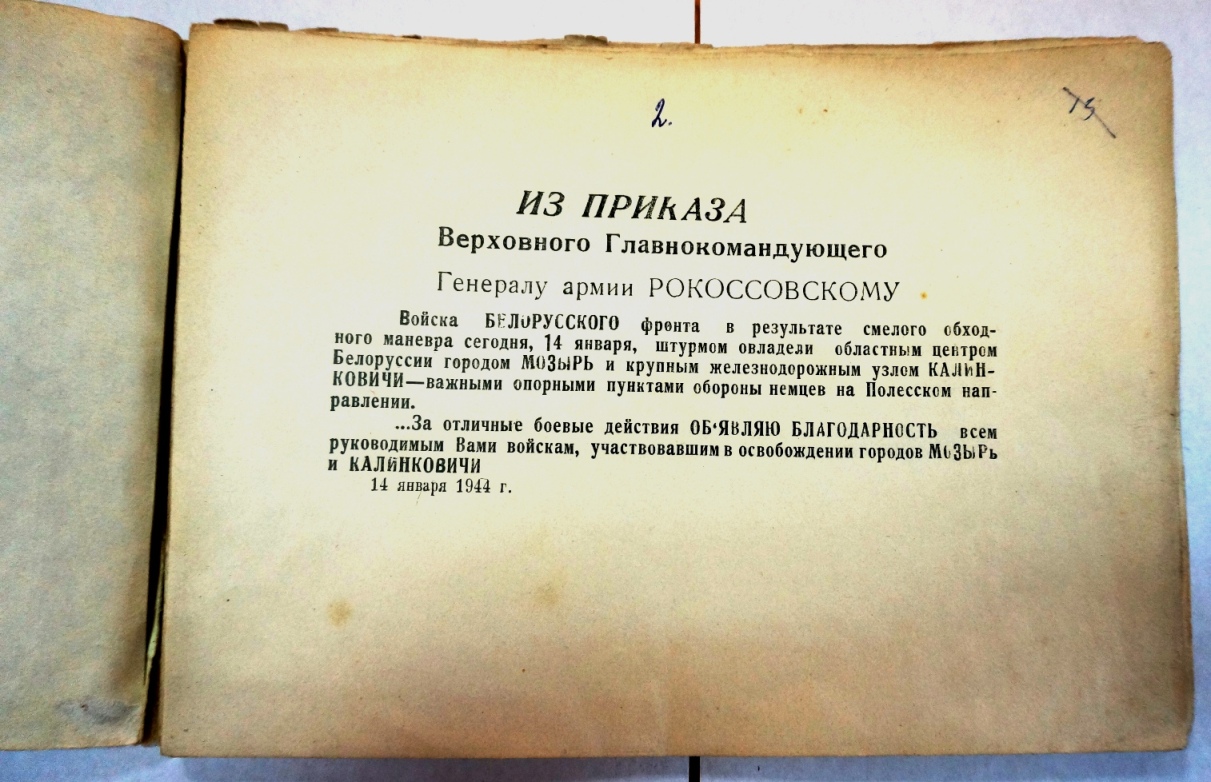 2.
15
ИЗ ПРИКАЗА
Верховного Главнокомандующего
Генералу армии РОКОССОВСКОМУ
Войска БЕЛОРУССКОГО фронта в результате смелого обход-
ного маневра сегодня, 14 января, штурмом овладели областным центром
Белоруссии городом МОЗЫРЬ и крупным железнодорожным узлом КАЛИН-
КОВИЧИ—важными опорными пунктами обороны немцев на Полесском нап-
равлении.
...За отличные боевые действия ОБ'ЯВЛЯЮ БЛАГОДАРНОСТЬ всем
руководимым Вами войскам, участвовавшим в освобождении городов МОЗЫРЬ
и КАЛИНКОВИЧИ
14 января 1944 г.